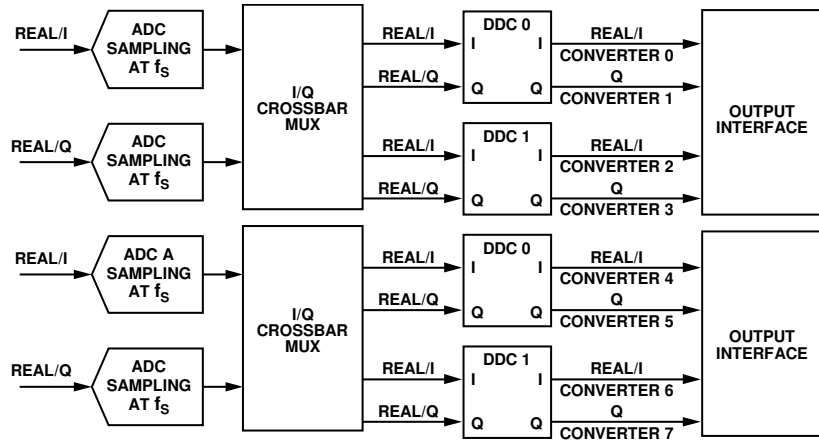 REAL/I
ADC
SAMPLING
AT fS
REAL/Q
ADC
SAMPLING
AT fS
I/Q
CROSSBAR
MUX
REAL/I
REAL/Q
REAL/I
REAL/Q
DDC 0
I
I
Q
Q
DDC 1
I
I
Q
Q
REAL/I
CONVERTER 0
Q
CONVERTER 1
REAL/I
CONVERTER 2
Q
CONVERTER 3
OUTPUT
INTERFACE
REAL/I
ADC A
SAMPLING
AT fS
REAL/Q
ADC
SAMPLING
AT fS
I/Q
CROSSBAR
MUX
REAL/I
REAL/Q
REAL/I
REAL/Q
DDC 0
I
I
Q
Q
DDC 1
I
I
Q
Q
REAL/I
CONVERTER 4
Q
CONVERTER 5
REAL/I
CONVERTER 6
Q
CONVERTER 7
OUTPUT
INTERFACE